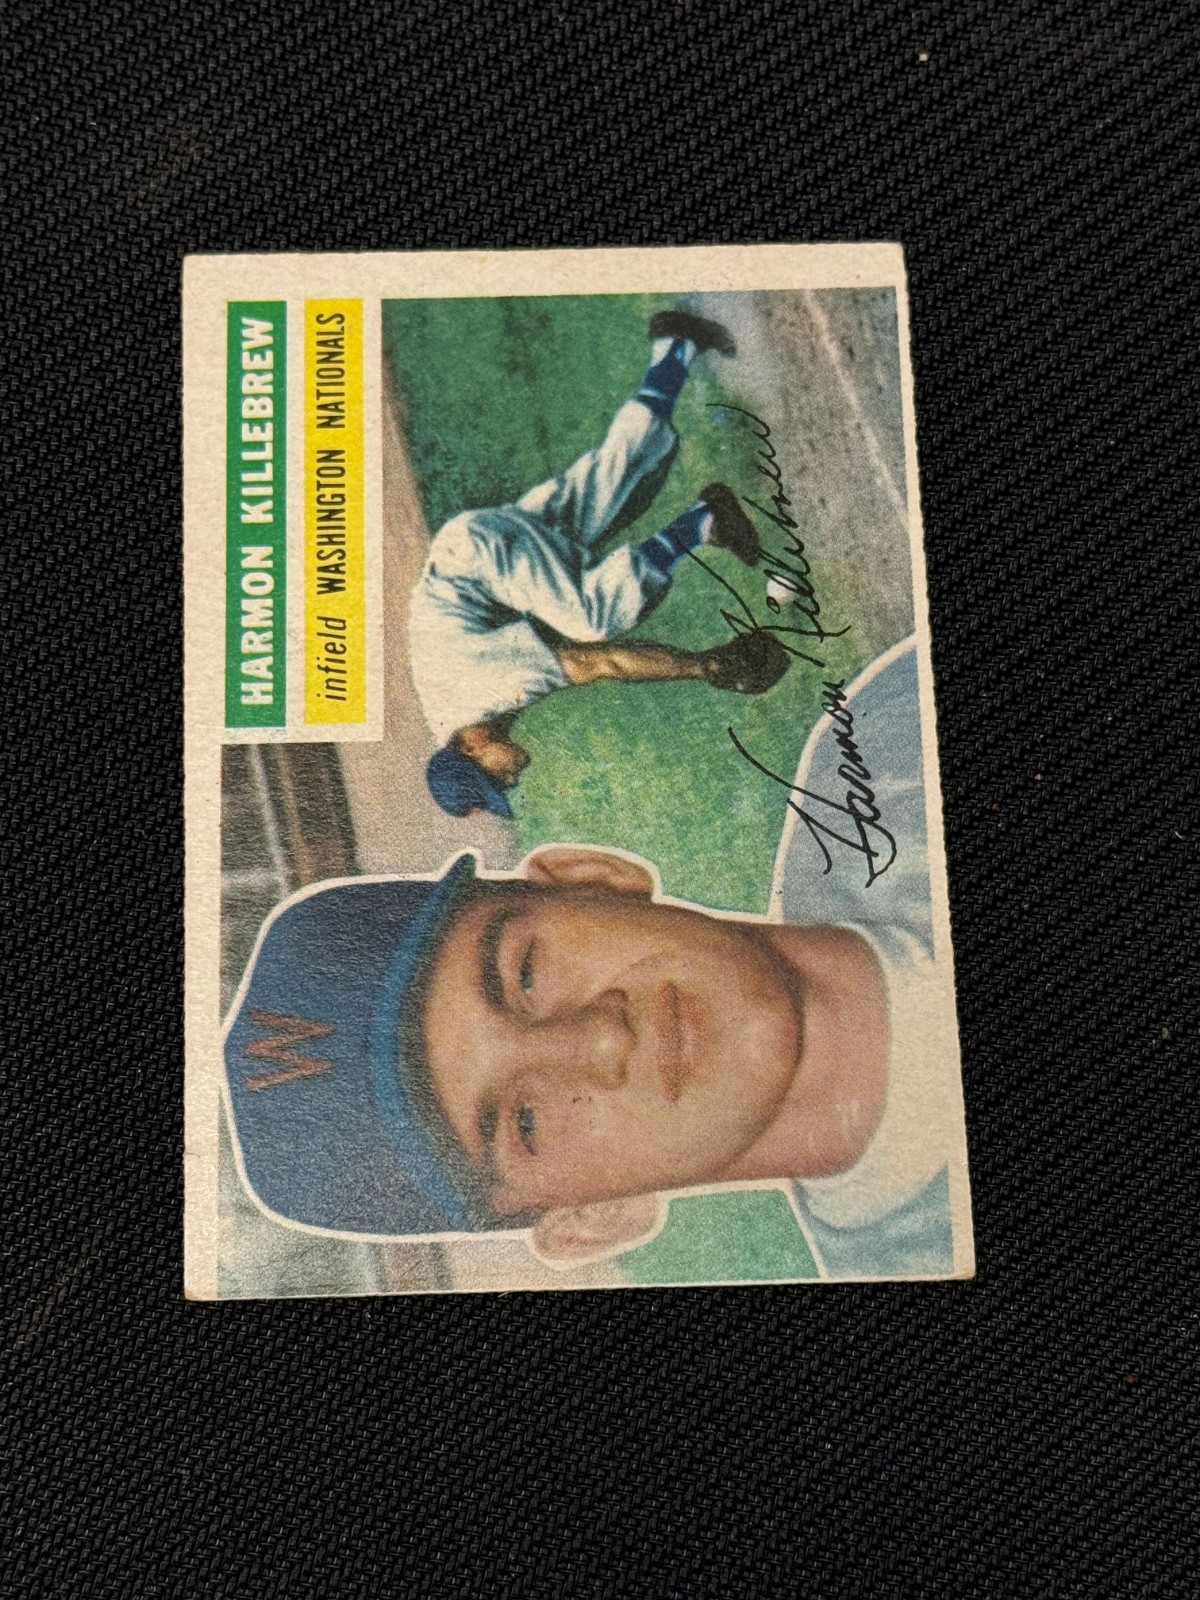 HARMON KILLEBREW
infield WASHINGTON NATIONALS
W
Harmon Killebrew